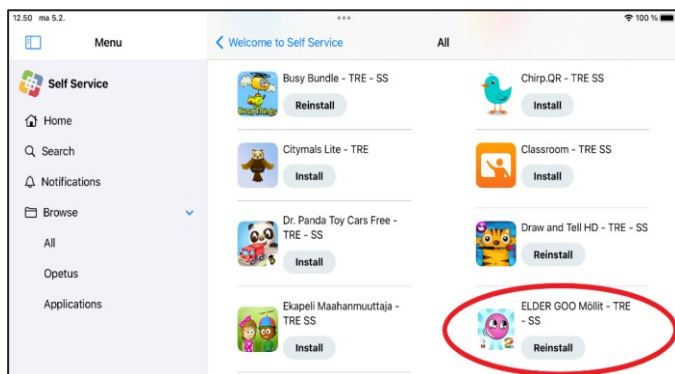 12.50 ma 5.2.
100 %
Menu
Welcome to Self Service
All
Self Service
Home
Search
Notifications
Browse
All
Opetus
Applications
Busy Bundle - TRE - SS
Reinstall
Chirp.QR - TRE SS
Install
Citymals Lite - TRE
Install
Classroom - TRE SS
Install
Dr. Panda Toy Cars Free -
TRE - SS
Install
Draw and Tell HD - TRE - SS
Reinstall
Ekapeli Maahanmuuttaja -
TRE SS
Install
ELDER GOO Möllit - TRE
- SS
Reinstall